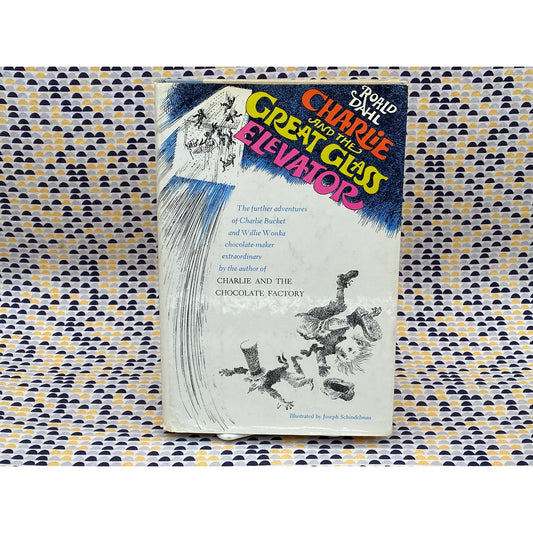 ROALD
DAHL
CHARLIE
AND THE
GREAT GLASS
ELEVATOR
The further adventures
of Charlie Bucket
and Willie Wonka
chocolate-maker
extraordinary
by the author of
CHARLIE AND THE
CHOCOLATE FACTORY
Illustrated by Joseph Schindelman